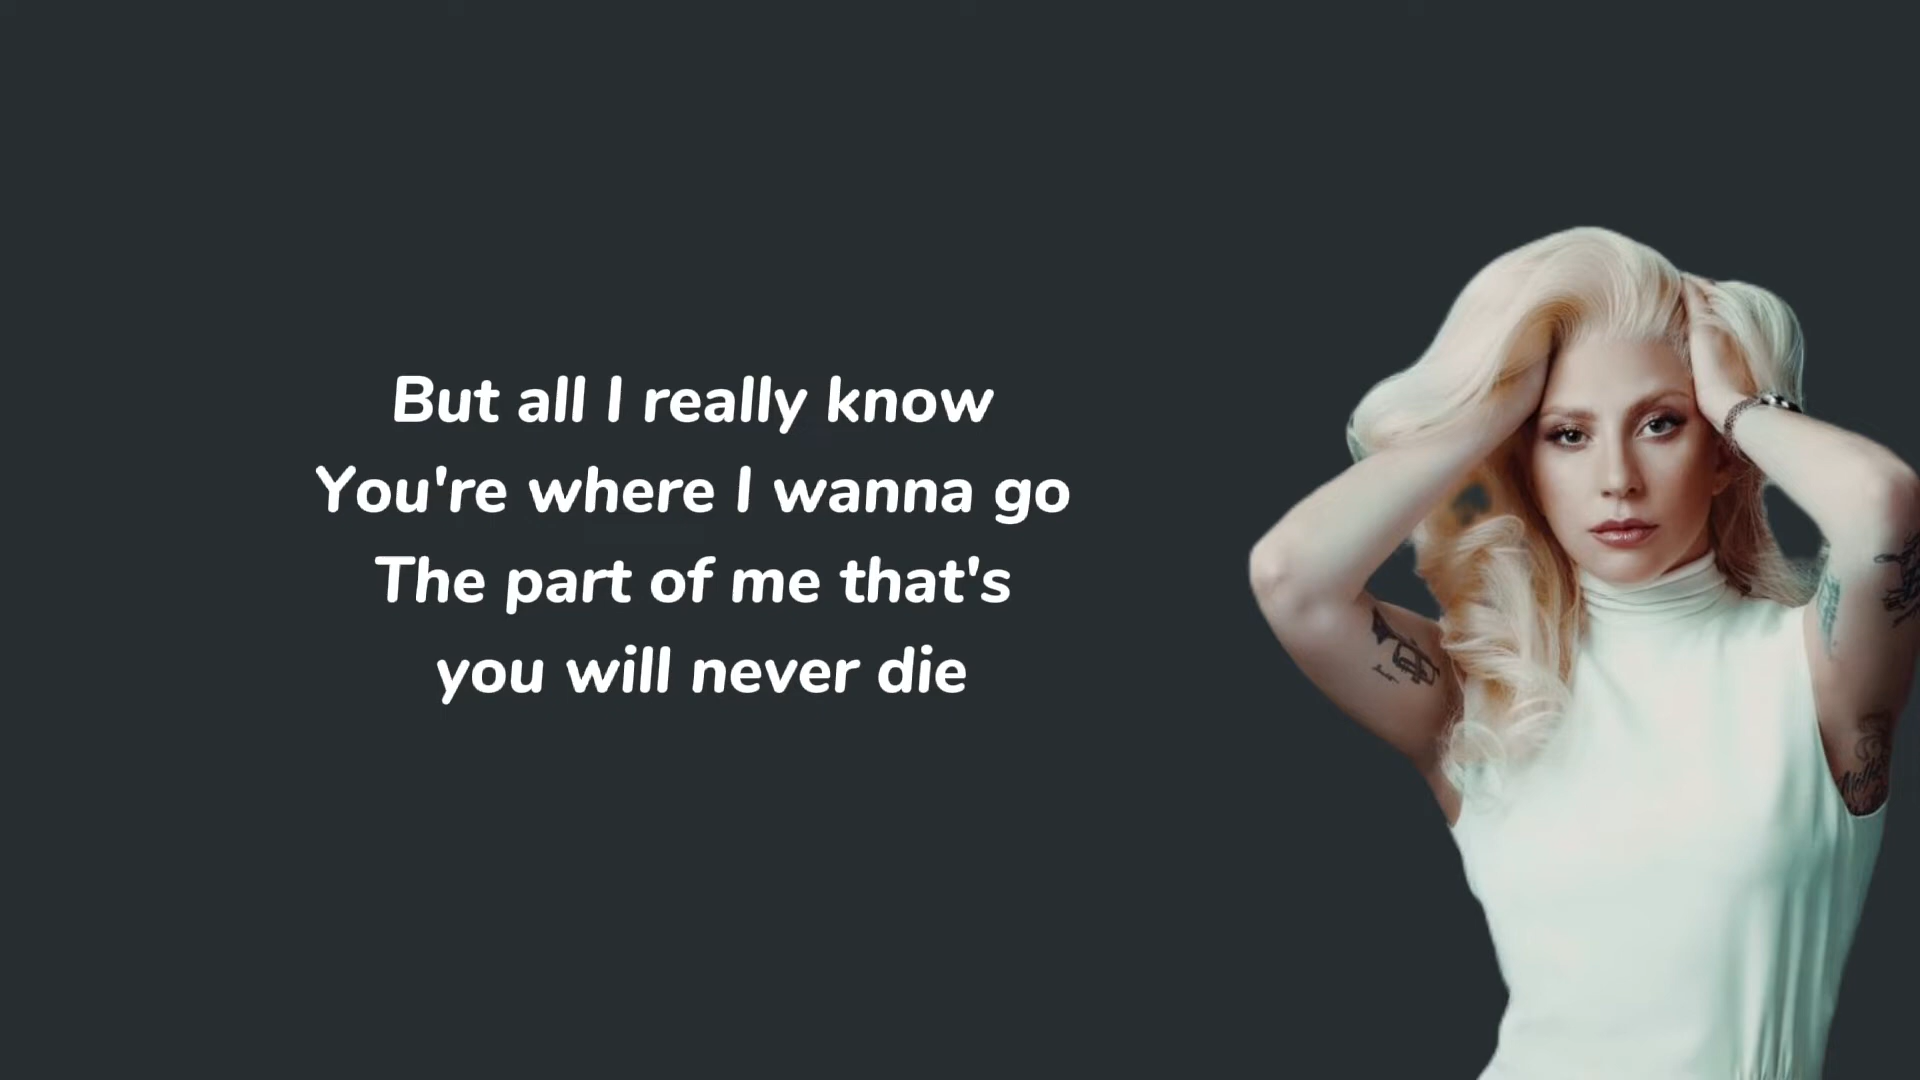 But all I really know
You're where I wanna go
The part of me that's
you will never die